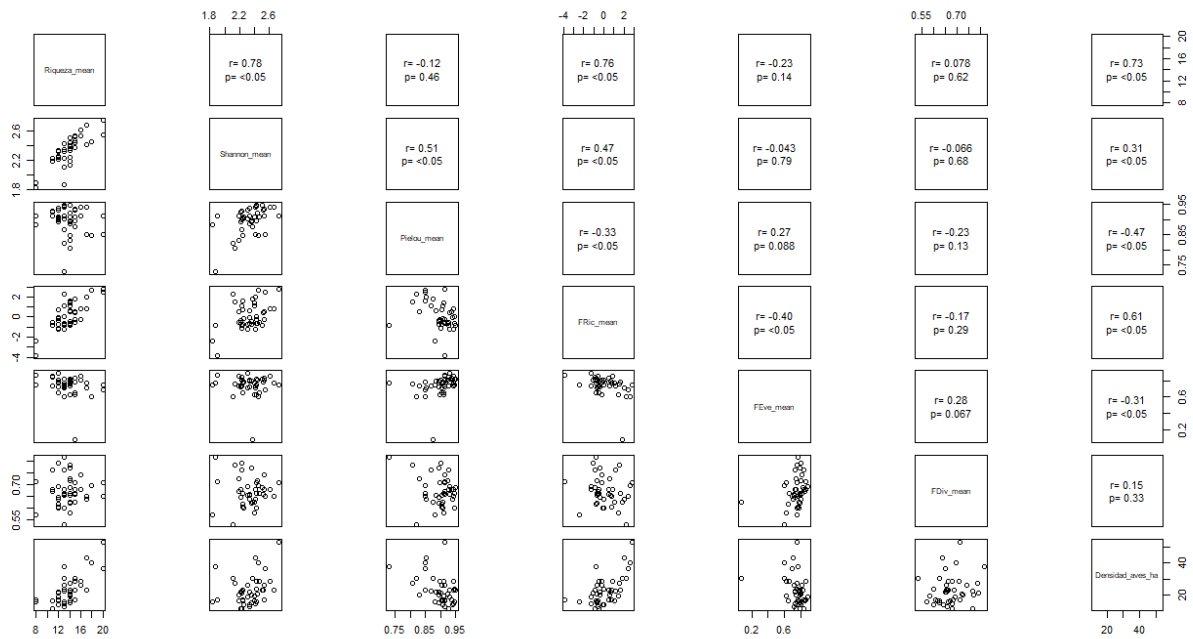 1.8 2.2 2.6 -4 -2 0 2 0.55 0.70
Riqueza_mean r= 0.78 r= -0.12 r= 0.76 r= -0.23 r= 0.078 r= 0.73 8 12 16 20
p= <0.05 p= 0.46 p= <0.05 p= 0.14 p= 0.62 p= <0.05
1.8 2.2 2.6 Shannon_mean r= 0.51 r= 0.47 r= -0.043 r= -0.066 r= 0.31
p= <0.05 p= <0.05 p= 0.79 p= 0.68 p= <0.05
Pielou_mean r= -0.33 r= 0.27 r= -0.23 r= -0.47 0.75 0.85 0.95
p= <0.05 p= 0.088 p= 0.13 p= <0.05
-4 -2 0 2 FRic_mean r= -0.40 r= -0.17 r= 0.61
p= <0.05 p= 0.29 p= <0.05
FEve_mean r= 0.28 r= -0.31 0.2 0.6
p= 0.067 p= <0.05
0.55 0.70 FDiv_mean r= 0.15
p= 0.33
Densidad_aves_ha 20 40
8 12 16 20 0.75 0.85 0.95 0.2 0.6 20 40